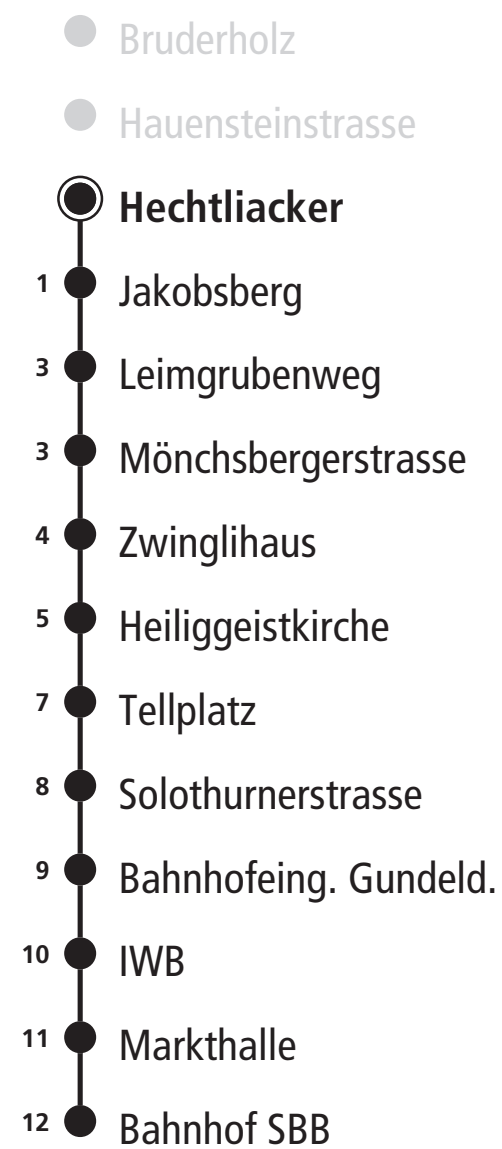 Bruderholz
Hauensteinstrasse
Hechtliacker
1 Jakobsberg
3 Leimgrubenweg
3 Mönchsbergerstrasse
4 Zwinglihaus
5 Heiliggeistkirche
7 Tellplatz
8 Solothurnerstrasse
9 Bahnhofeing. Gundeld.
10 IWB
11 Markthalle
12 Bahnhof SBB